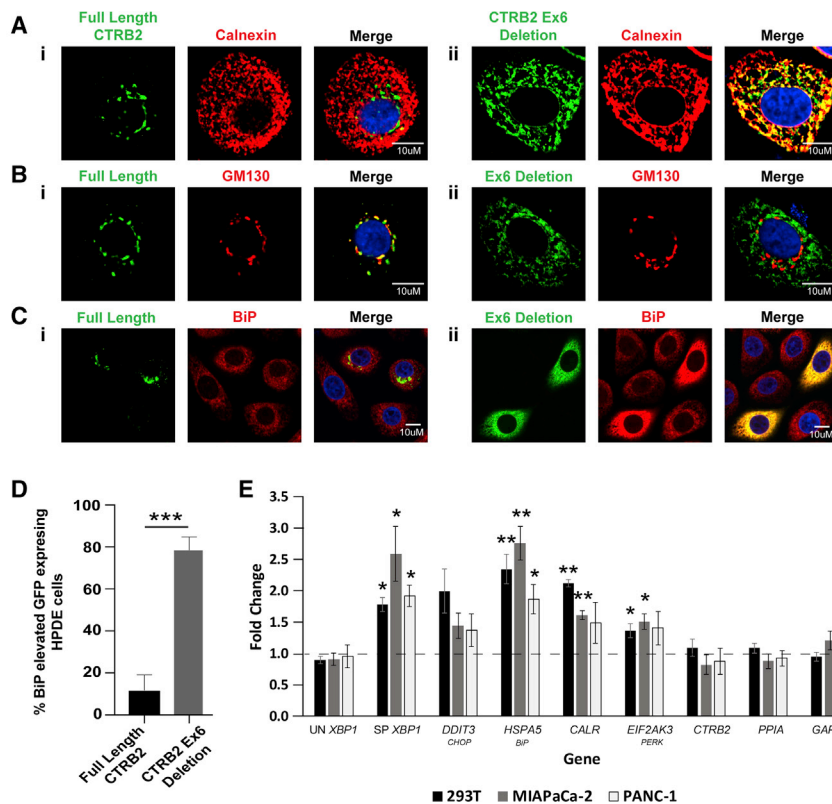 A
i
Full Length
CTRB2
Calnexin
Merge
10uM
ii
CTRB2 Ex6
Deletion
Calnexin
Merge
10uM
B
i
Full Length
GM130
Merge
10uM
ii
Ex6 Deletion
GM130
Merge
10uM
C
i
Full Length
BiP
Merge
10uM
ii
Ex6 Deletion
BiP
Merge
10uM
D
% BiP elevated GFP expresing
HPDE cells
100
80
60
40
20
0
***
Full Length
CTRB2
CTRB2 Ex6
Deletion
E
Fold Change
3.5
3.0
2.5
2.0
1.5
1.0
0.5
0.0
* * *
** ** *
** **
* *
UN XBP1 SP XBP1 DDIT3 HSPA5 CALR EIF2AK3 CTRB2 PPIA GAP
CHOP BiP PERK
Gene
293T MIAPaCa-2 PANC-1